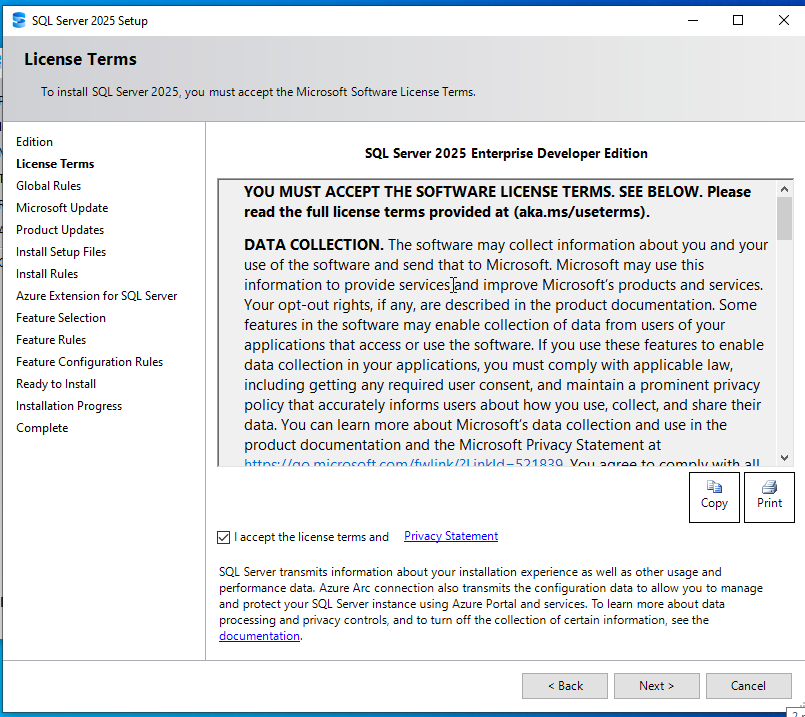 SQL Server 2025 Setup
License Terms
To install SQL Server 2025, you must accept the Microsoft Software License Terms.
Edition
License Terms
Global Rules
Microsoft Update
Product Updates
Install Setup Files
Install Rules
Azure Extension for SQL Server
Feature Selection
Feature Rules
Feature Configuration Rules
Ready to Install
Installation Progress
Complete
SQL Server 2025 Enterprise Developer Edition
YOU MUST ACCEPT THE SOFTWARE LICENSE TERMS. SEE BELOW. Please
read the full license terms provided at (aka.ms/useterms).
DATA COLLECTION. The software may collect information about you and your
use of the software and send that to Microsoft. Microsoft may use this
information to provide services and improve Microsoft's products and services.
Your opt-out rights, if any, are described in the product documentation. Some
features in the software may enable collection of data from users of your
applications that access or use the software. If you use these features to enable
data collection in your applications, you must comply with applicable law,
including getting any required user consent, and maintain a prominent privacy
policy that accurately informs users about how you use, collect, and share their
data. You can learn more about Microsoft's data collection and use in the
product documentation and the Microsoft Privacy Statement at
https://go.microsoft.com/fwlink/?LinkId=521839. You agree to comply with all
Copy
Print
I accept the license terms and Privacy Statement
SQL Server transmits information about your installation experience as well as other usage and
performance data. Azure Arc connection also transmits the configuration data to allow you to manage
and protect your SQL Server instance using Azure Portal and services. To learn more about data
processing and privacy controls, and to turn off the collection of certain information, see the
documentation.
< Back
Next >
Cancel